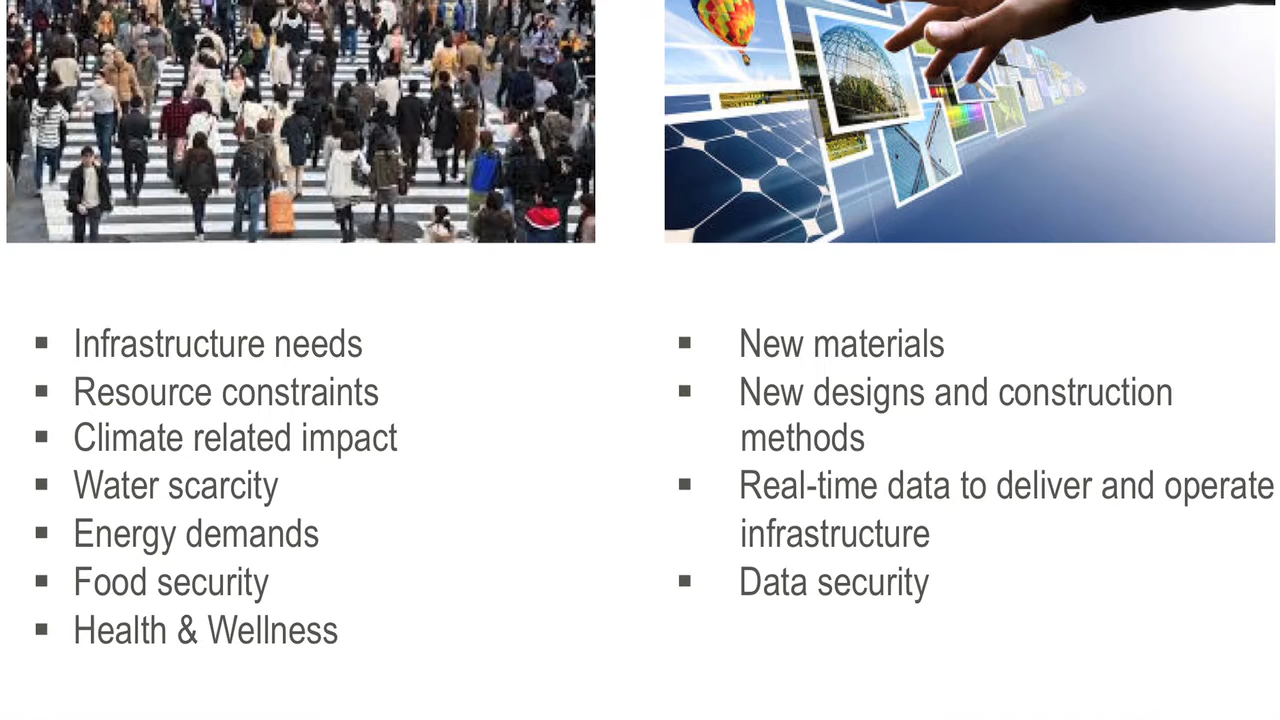 ▪ Infrastructure needs
▪ Resource constraints
▪ Climate related impact
▪ Water scarcity
▪ Energy demands
▪ Food security
▪ Health & Wellness
▪ New materials
▪ New designs and construction
methods
▪ Real-time data to deliver and operate
infrastructure
▪ Data security